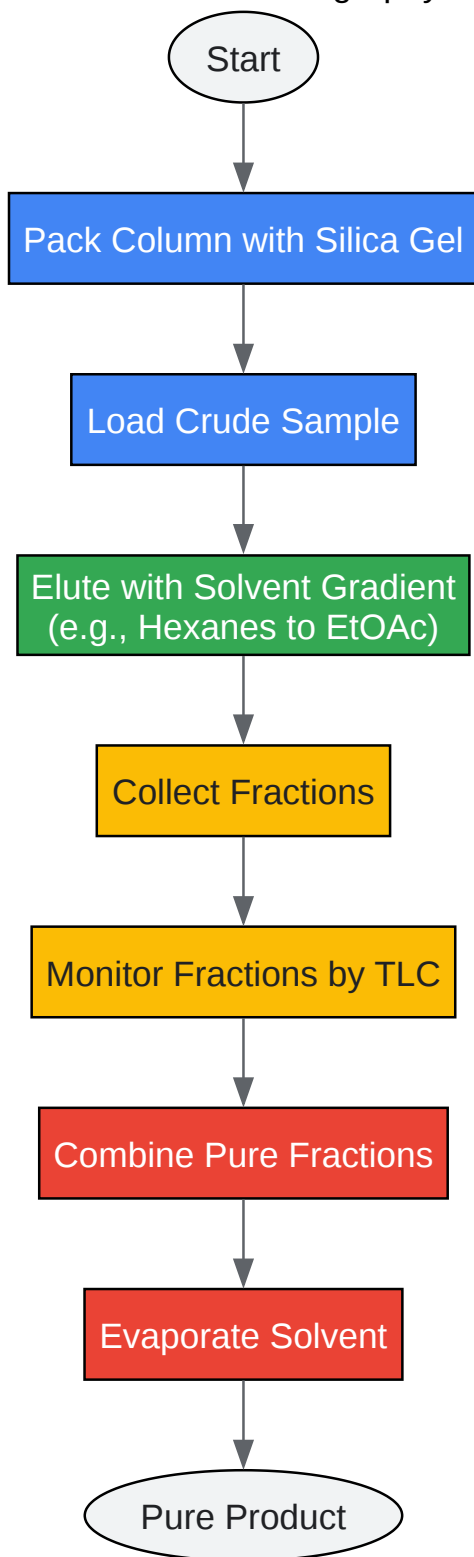 Start
Pack Column with Silica Gel
Load Crude Sample
Elute with Solvent Gradient
(e.g., Hexanes to EtOAc)
Collect Fractions
Monitor Fractions by TLC
Combine Pure Fractions
Evaporate Solvent
Pure Product